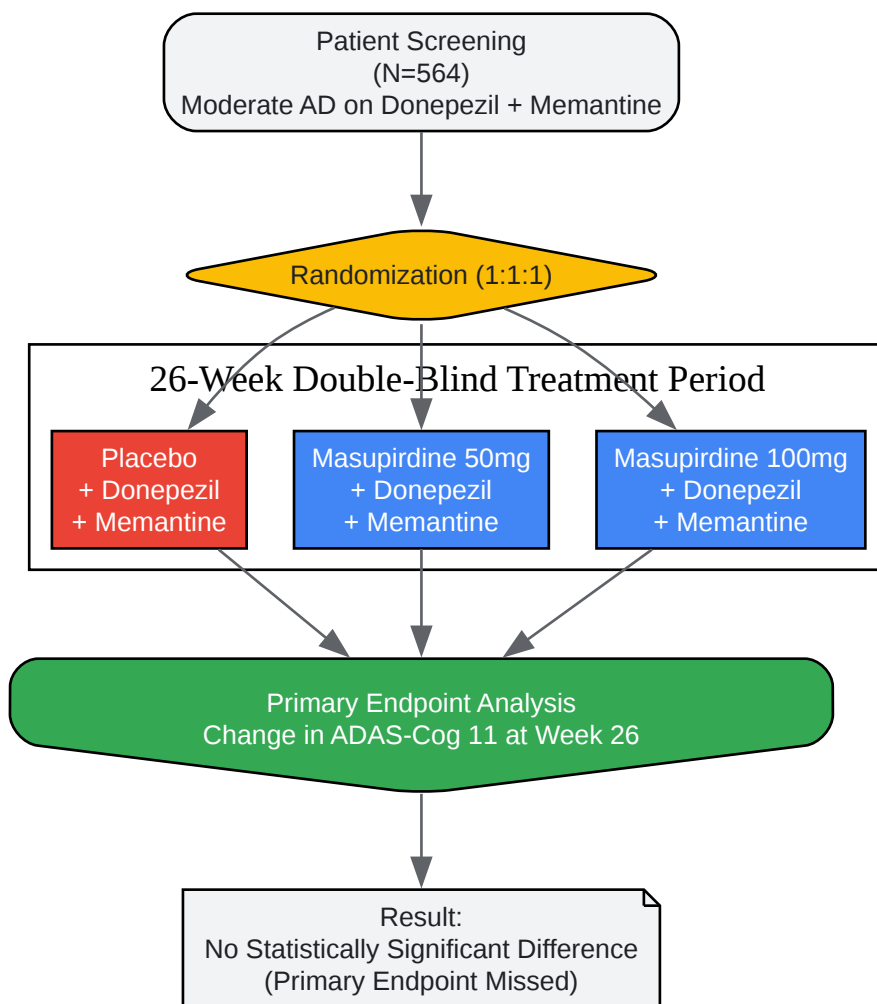 Patient Screening
(N=564)
Moderate AD on Donepezil + Memantine
Randomization (1:1:1)
26-Week Double-Blind Treatment Period
Placebo
+ Donepezil
+ Memantine
Masupirdine 50mg
+ Donepezil
+ Memantine
Masupirdine 100mg
+ Donepezil
+ Memantine
Primary Endpoint Analysis
Change in ADAS-Cog 11 at Week 26
Result:
No Statistically Significant Difference
(Primary Endpoint Missed)